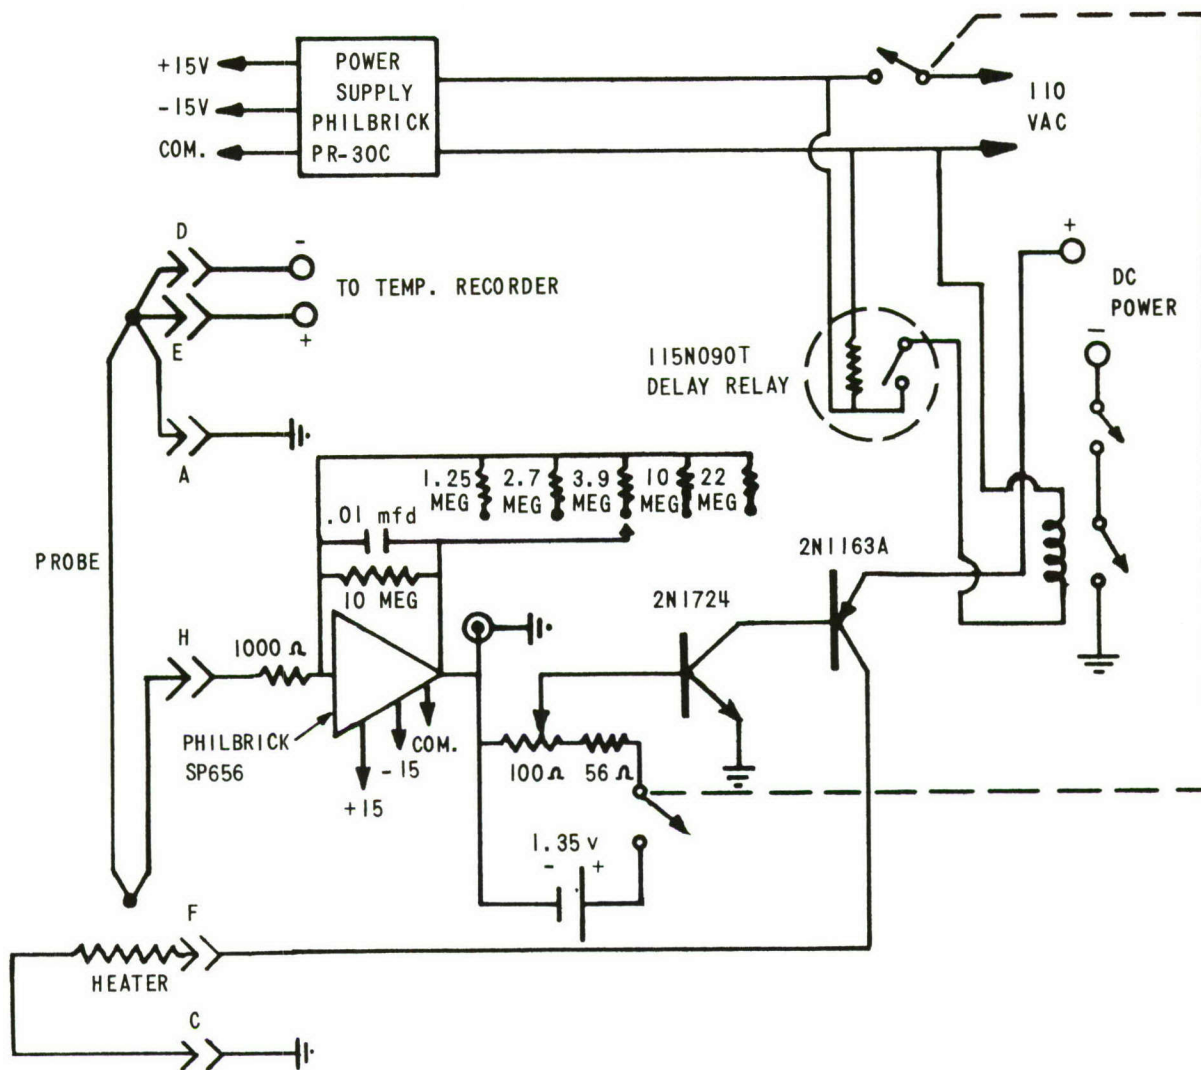 +15V
-15V
COM.
POWER
SUPPLY
PHILBRICK
PR-30C
110
VAC
D
-
TO TEMP. RECORDER
E
+
A
+
DC
POWER
-
115N090T
DELAY RELAY
1.25
MEG
2.7
MEG
3.9
MEG
10
MEG
22
MEG
.01 mfd
10 MEG
PROBE
H
1000 Ω
PHILBRICK
SP656
COM.
-15
+15
2N1724
2N1163A
100Ω
56 Ω
1.35 v
- +
F
HEATER
C